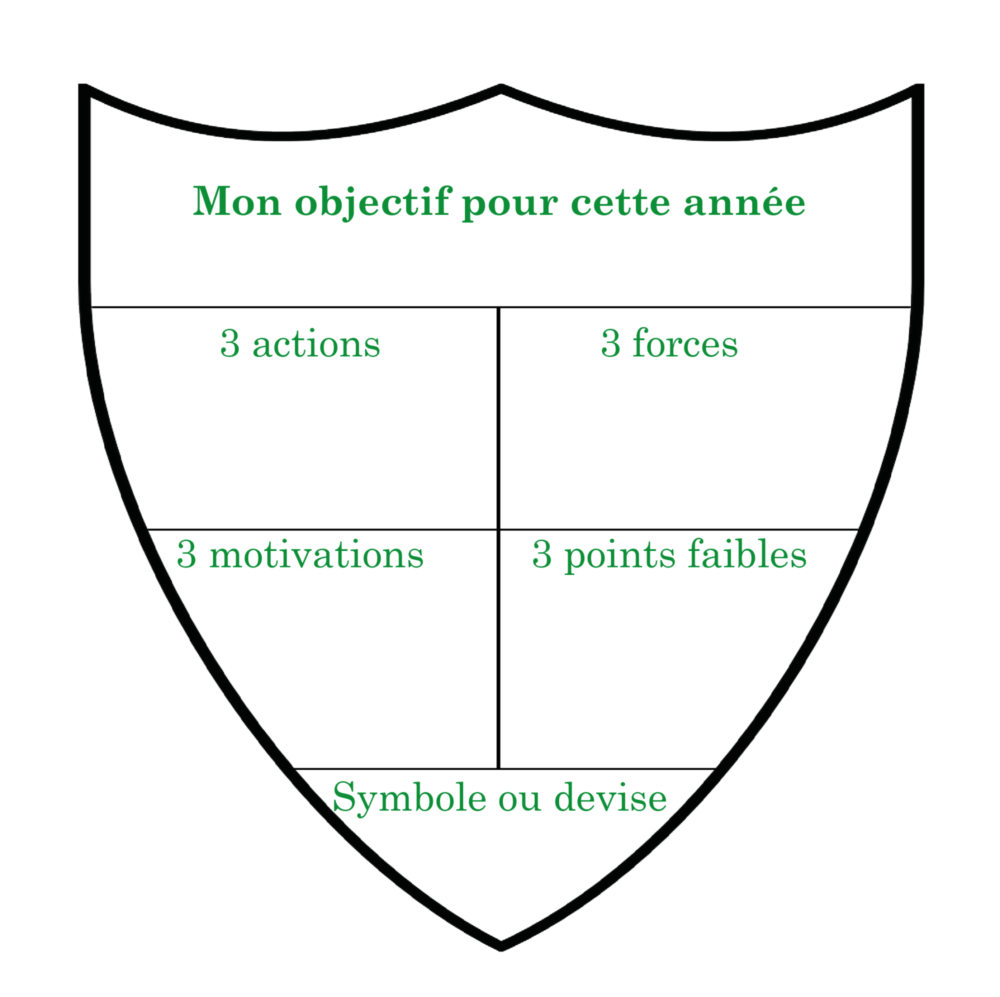 Mon objectif pour cette année
3 actions
3 forces
3 motivations
3 points faibles
Symbole ou devise